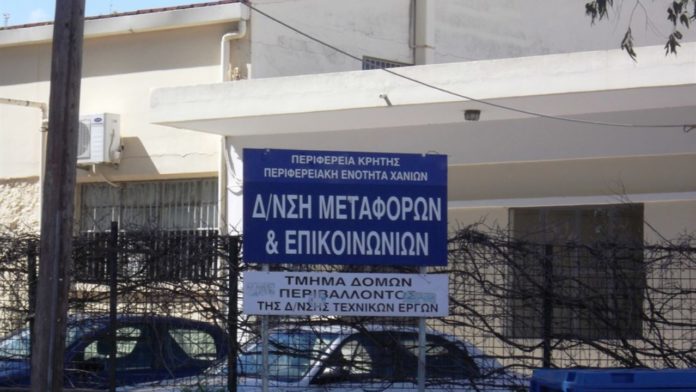 ΠΕΡΙΦΕΡΕΙΑ ΚΡΗΤΗΣ
ΠΕΡΙΦΕΡΕΙΑΚΗ ΕΝΟΤΗΤΑ ΧΑΝΙΩΝ
Δ/ΝΣΗ ΜΕΤΑΦΟΡΩΝ
& ΕΠΙΚΟΙΝΩΝΙΩΝ
ΤΜΗΜΑ ΔΟΜΩΝ
ΠΕΡΙΒΑΛΛΟΝΤΟΣ
ΤΗΣ Δ/ΝΣΗΣ ΤΕΧΝΙΚΩΝ ΕΡΓΩΝ